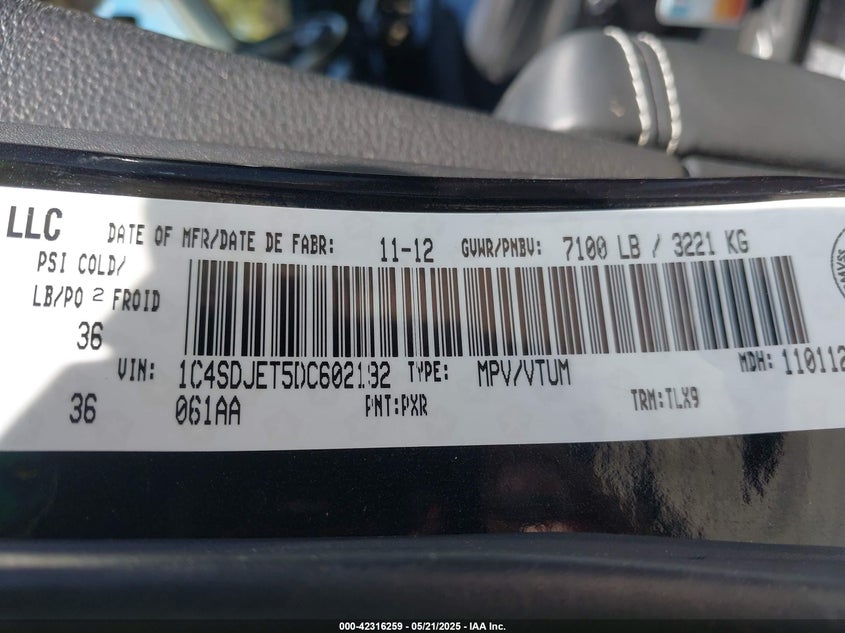 LLC DATE OF MFR/DATE DE FABR: 11-12 GVWR/PNBV: 7100 LB / 3221 KG
PSI COLD/
LB/PO 2 FROID
36
VIN: 1C4SDJET5DC602192 TYPE: MPV/VTUM MDH: 110112
36 061AA PNT:PXR TRM:TLX9
000-42316259 - 05/21/2025 - IAA Inc.